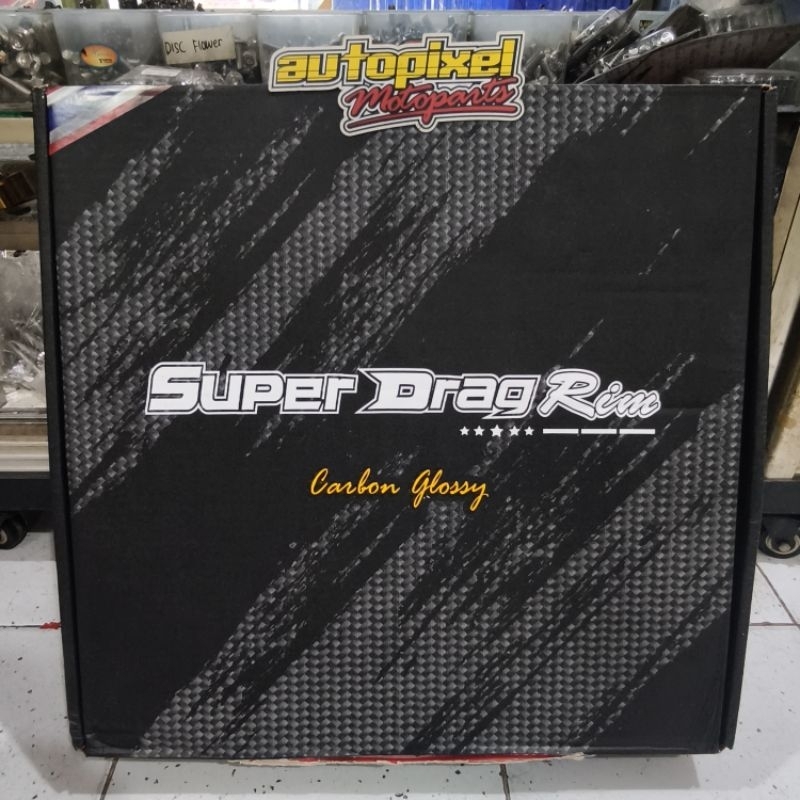 DISC Flower
autopixel
Motoparts
Super Drag Rim
Carbon Glossy